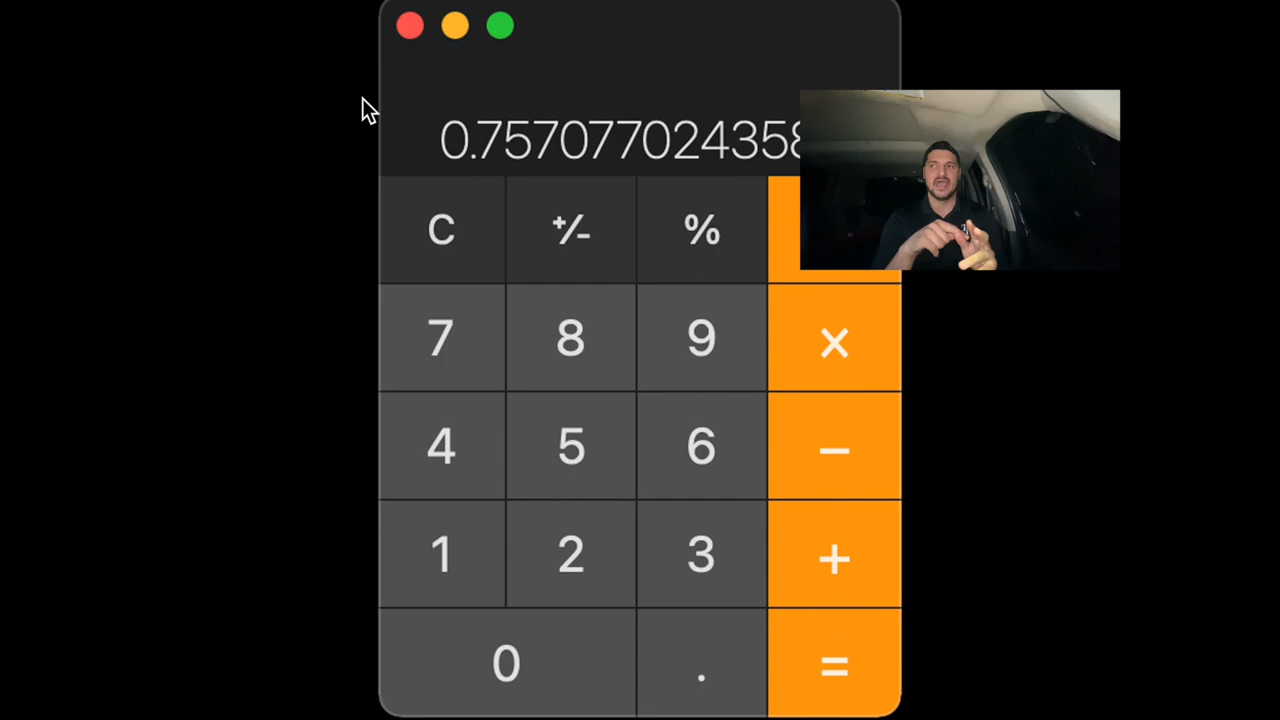 0.757077024358
C ⁺∕₋ %
7 8 9 ×
4 5 6 −
1 2 3 +
0 . =